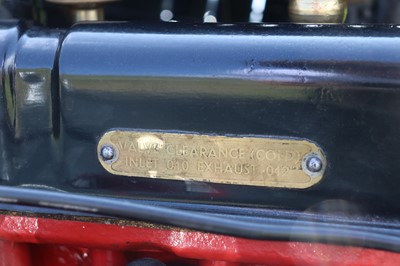 VALVE CLEARANCE (COLD)
INLET .010 EXHAUST .012